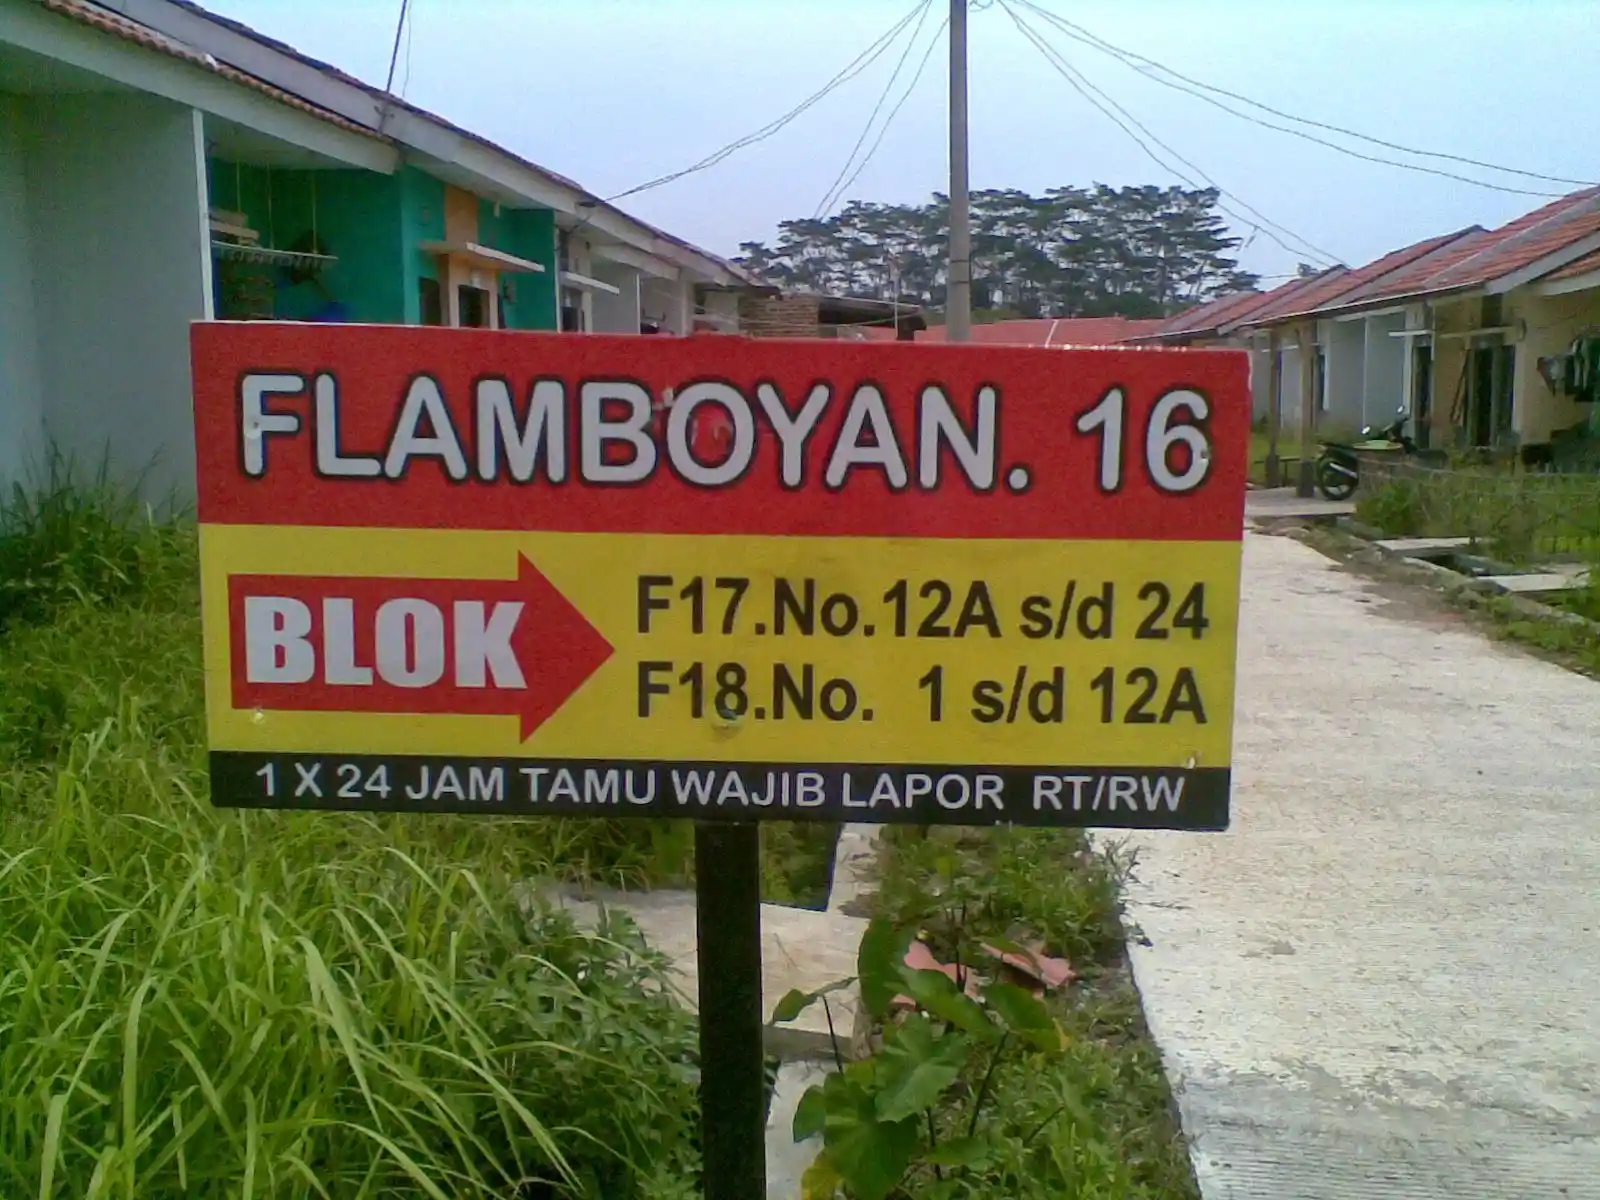 FLAMBOYAN. 16
BLOK
F17.No.12A s/d 24
F18.No. 1 s/d 12A
1 X 24 JAM TAMU WAJIB LAPOR RT/RW